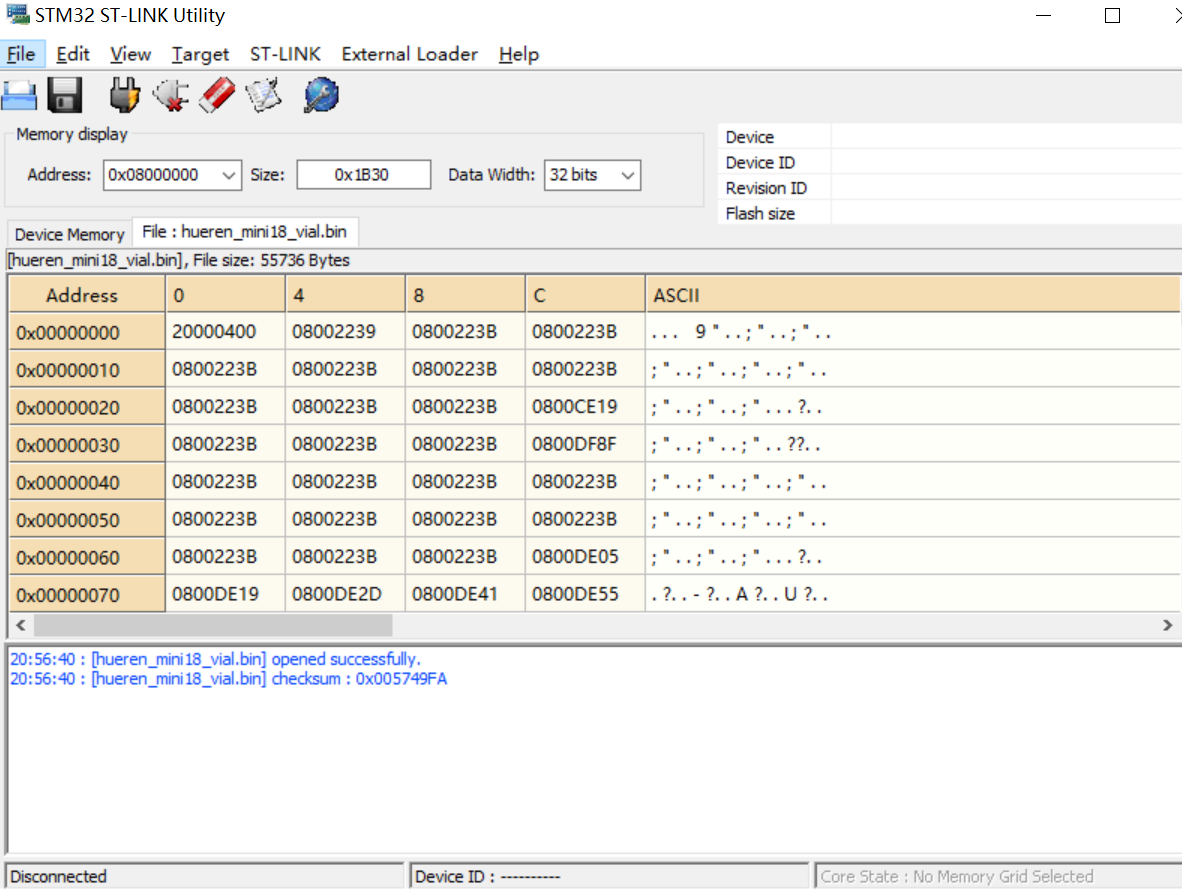 STM32 ST-LINK Utility
File Edit View Target ST-LINK External Loader Help
Memory display
Address: 0x08000000 Size: 0x1B30 Data Width: 32 bits
Device
Device ID
Revision ID
Flash size
Device Memory File : hueren_mini18_vial.bin
[hueren_mini18_vial.bin], File size: 55736 Bytes
Address 0 4 8 C ASCII
0x00000000 20000400 08002239 0800223B 0800223B ... 9"..;"..;"..
0x00000010 0800223B 0800223B 0800223B 0800223B ;"..;"..;"..;"..
0x00000020 0800223B 0800223B 0800223B 0800CE19 ;"..;"..;"...?..
0x00000030 0800223B 0800223B 0800223B 0800DF8F ;"..;"..;"..??..
0x00000040 0800223B 0800223B 0800223B 0800223B ;"..;"..;"..;"..
0x00000050 0800223B 0800223B 0800223B 0800223B ;"..;"..;"..;"..
0x00000060 0800223B 0800223B 0800223B 0800DE05 ;"..;"..;"...?..
0x00000070 0800DE19 0800DE2D 0800DE41 0800DE55 .?..-?..A?..U?..
20:56:40 : [hueren_mini18_vial.bin] opened successfully.
20:56:40 : [hueren_mini18_vial.bin] checksum : 0x005749FA
Disconnected Device ID : ---------- Core State : No Memory Grid Selected